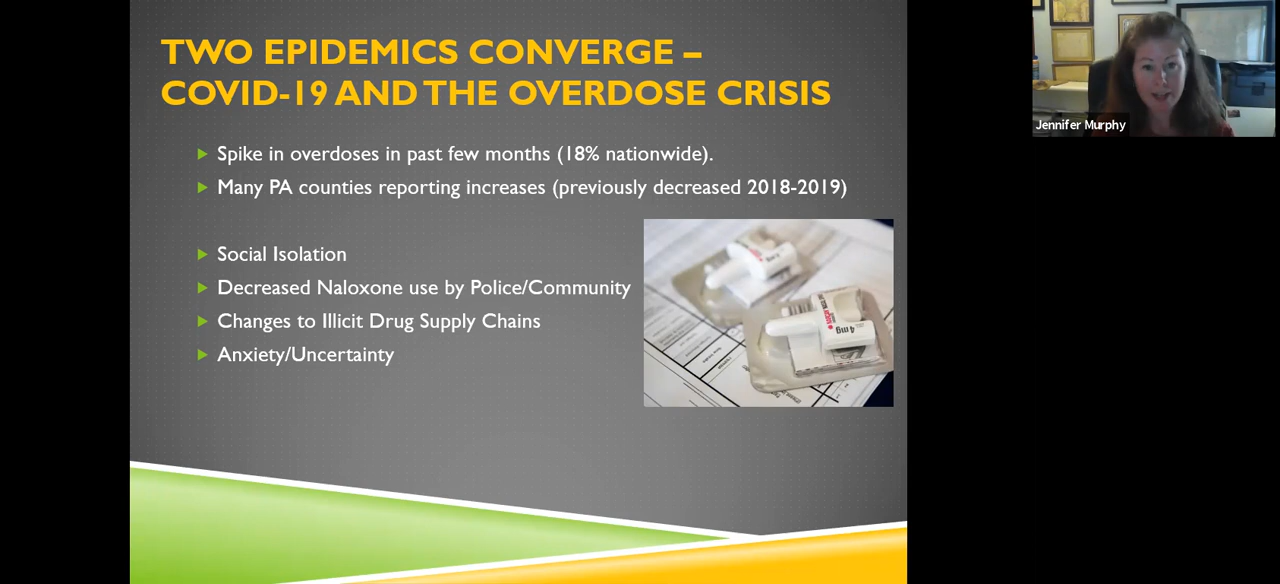 TWO EPIDEMICS CONVERGE –
COVID-19 AND THE OVERDOSE CRISIS
Spike in overdoses in past few months (18% nationwide).
Many PA counties reporting increases (previously decreased 2018-2019)
Social Isolation
Decreased Naloxone use by Police/Community
Changes to Illicit Drug Supply Chains
Anxiety/Uncertainty
4 mg
Jennifer Murphy